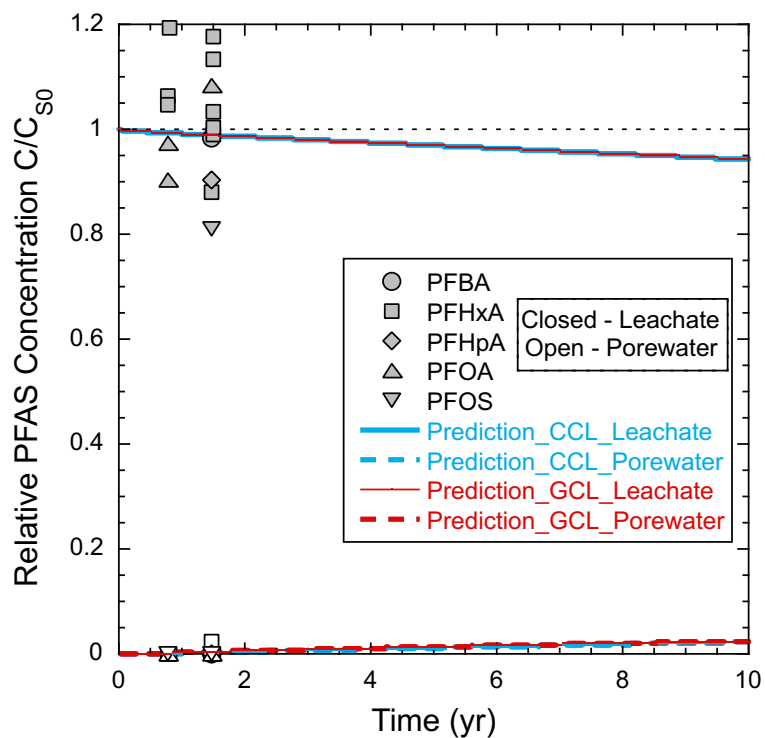 Relative PFAS Concentration C/C_S0
1.2
1
0.8
0.6
0.4
0.2
0
PFBA
PFHxA
PFHpA
PFOA
PFOS
Closed - Leachate
Open - Porewater
Prediction_CCL_Leachate
Prediction_CCL_Porewater
Prediction_GCL_Leachate
Prediction_GCL_Porewater
0 2 4 6 8 10
Time (yr)